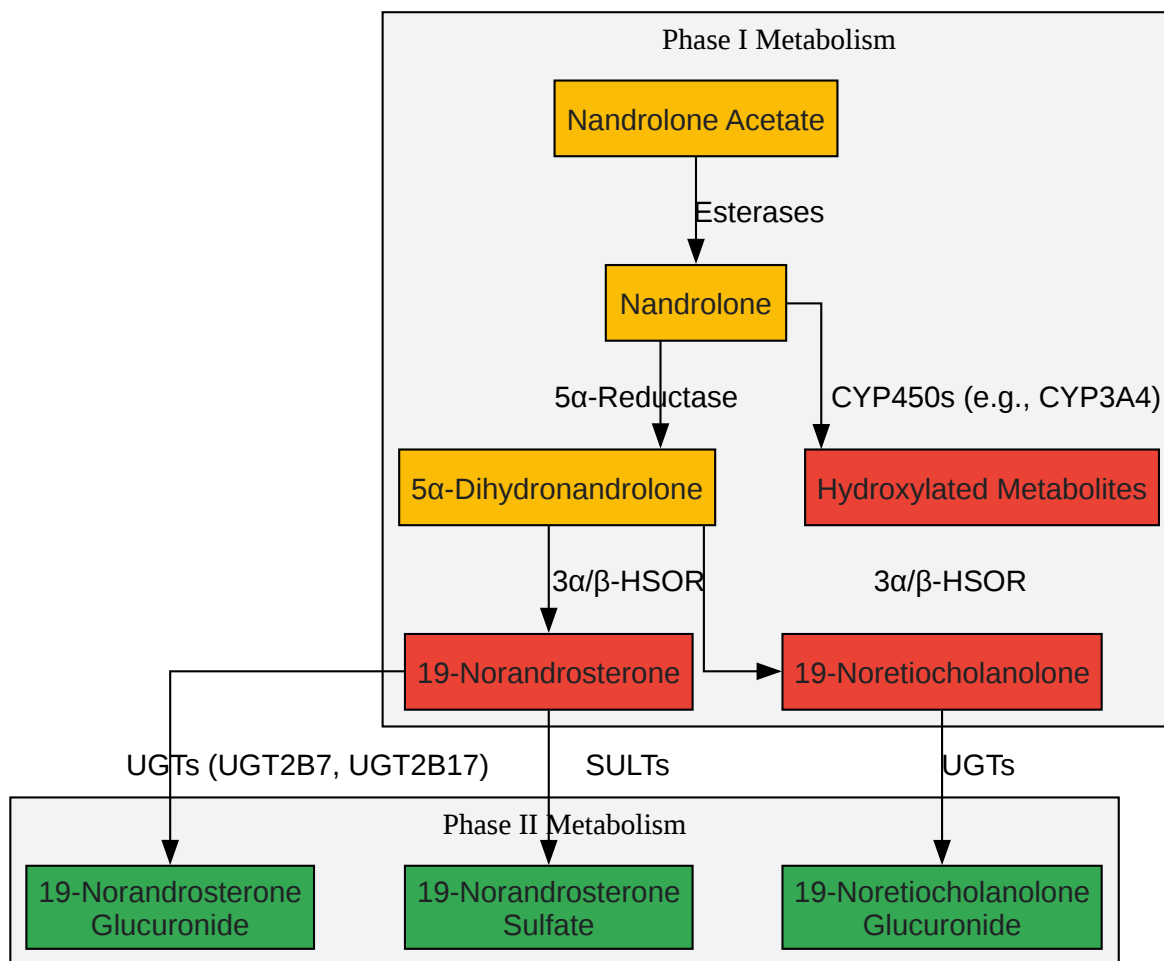 Phase I Metabolism
Nandrolone Acetate
Esterases
Nandrolone
5α-Reductase
CYP450s (e.g., CYP3A4)
5α-Dihydronandrolone
Hydroxylated Metabolites
3α/β-HSOR
3α/β-HSOR
19-Norandrosterone
19-Noretiocholanolone
UGTs (UGT2B7, UGT2B17)
SULTs
UGTs
Phase II Metabolism
19-Norandrosterone
Glucuronide
19-Norandrosterone
Sulfate
19-Noretiocholanolone
Glucuronide